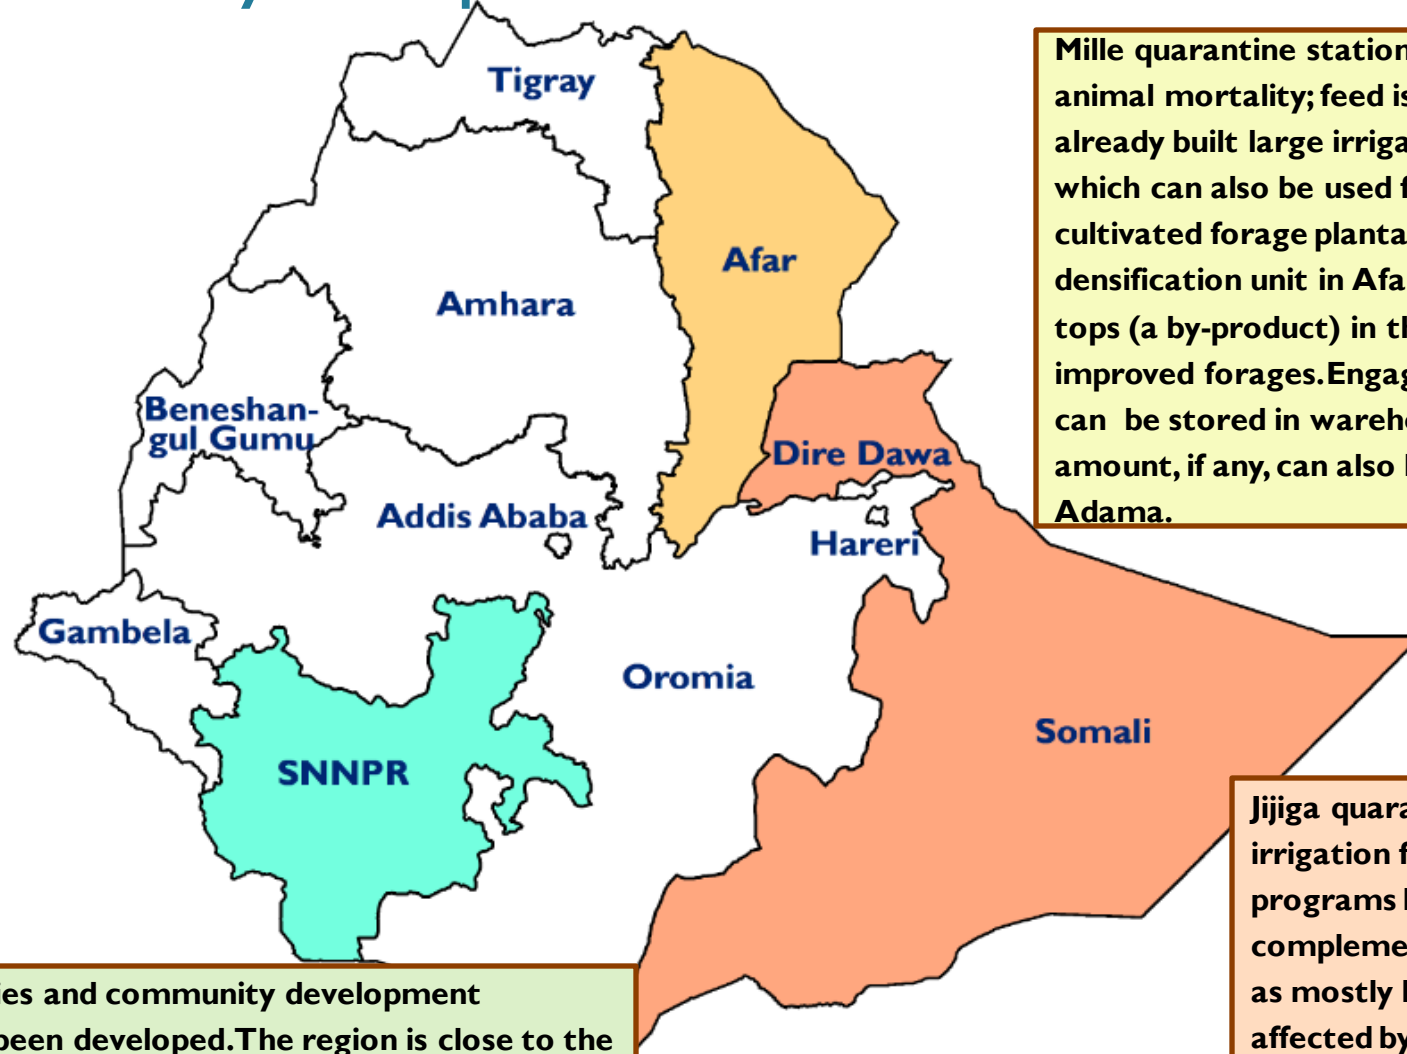 Tigray
Mille quarantine station
animal mortality; feed is
already built large irriga
which can also be used f
cultivated forage planta
densification unit in Afa
tops (a by-product) in th
improved forages. Engag
can be stored in wareho
amount, if any, can also
Adama.
Afar
Amhara
Beneshan-
gul Gumu
Dire Dawa
Addis Ababa
Hareri
Gambela
Oromia
Somali
SNNPR
Jijiga quara
irrigation f
programs
compleme
as mostly
affected by
ies and community development
been developed. The region is close to the